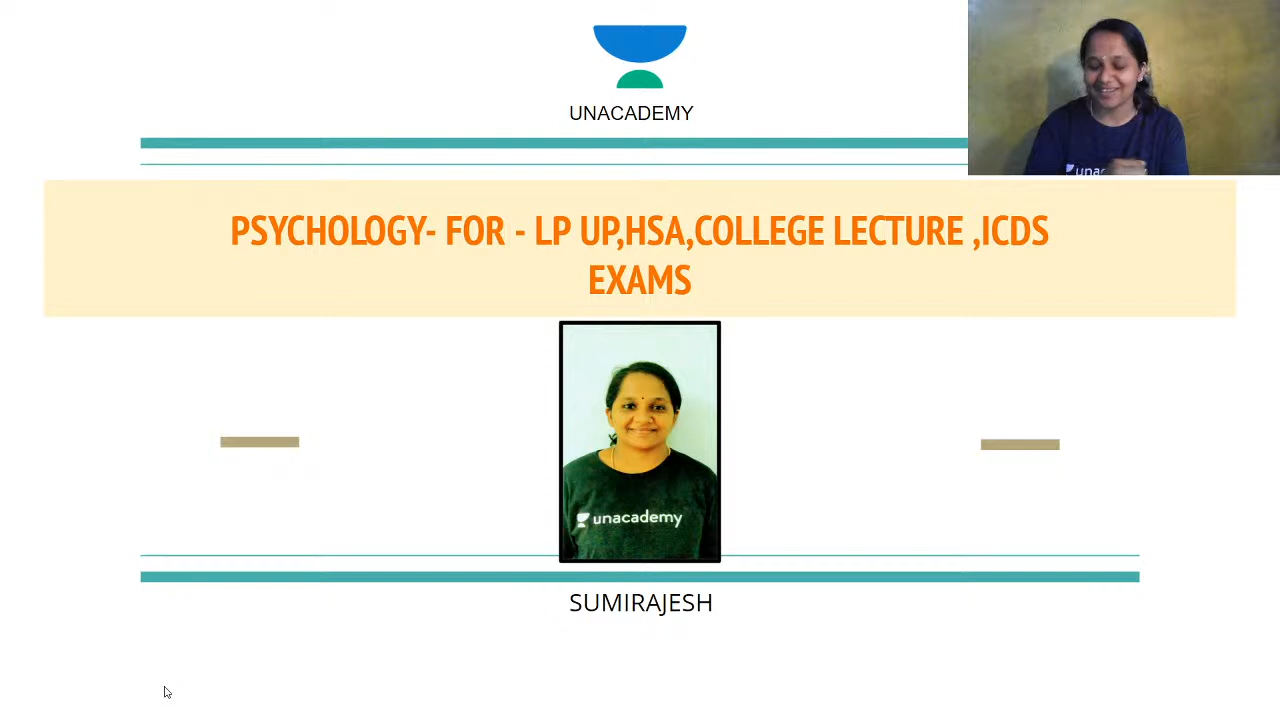 UNACADEMY
PSYCHOLOGY- FOR - LP UP,HSA,COLLEGE LECTURE ,ICDS
EXAMS
unacademy
SUMIRAJESH